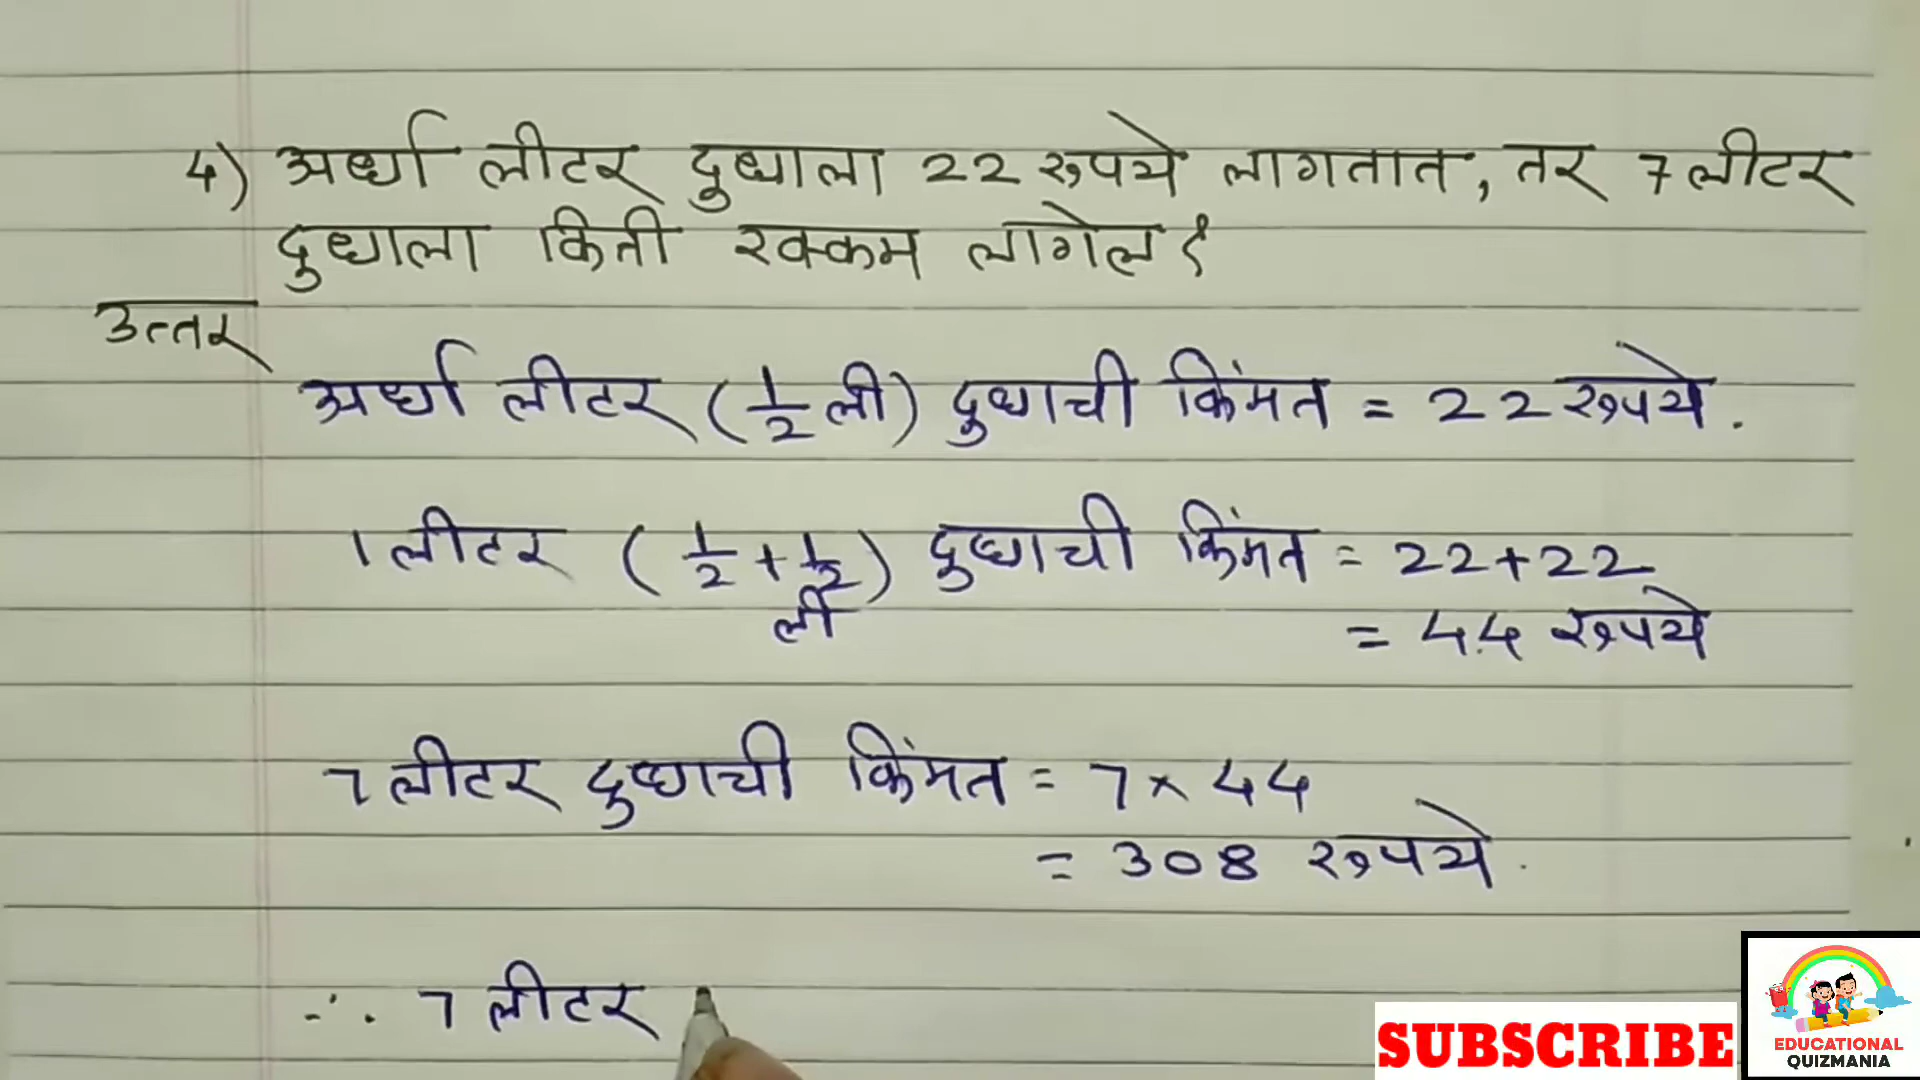 4) अर्धा लीटर दुधाला 22 रुपये लागतात, तर 7 लीटर
दुधाला किती रक्कम लागेल?
उत्तर
अर्धा लीटर (1/2 ली) दुधाची किंमत = 22 रुपये.
1 लीटर (1/2 + 1/2) दुधाची किंमत = 22+22
ली
= 44 रुपये
7 लीटर दुधाची किंमत = 7 × 44
= 308 रुपये.
∴ 7 लीटर
SUBSCRIBE
EDUCATIONAL
QUIZMANIA